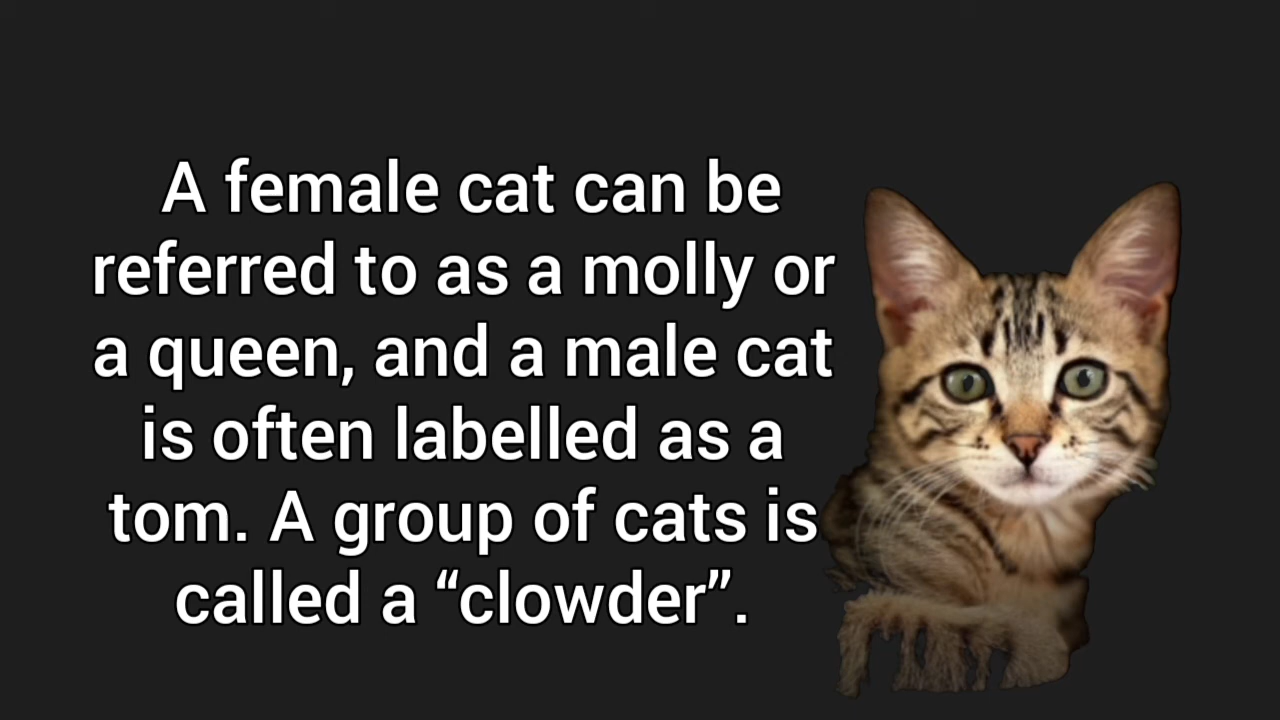 A female cat can be
referred to as a molly or
a queen, and a male cat
is often labelled as a
tom. A group of cats is
called a “clowder”.